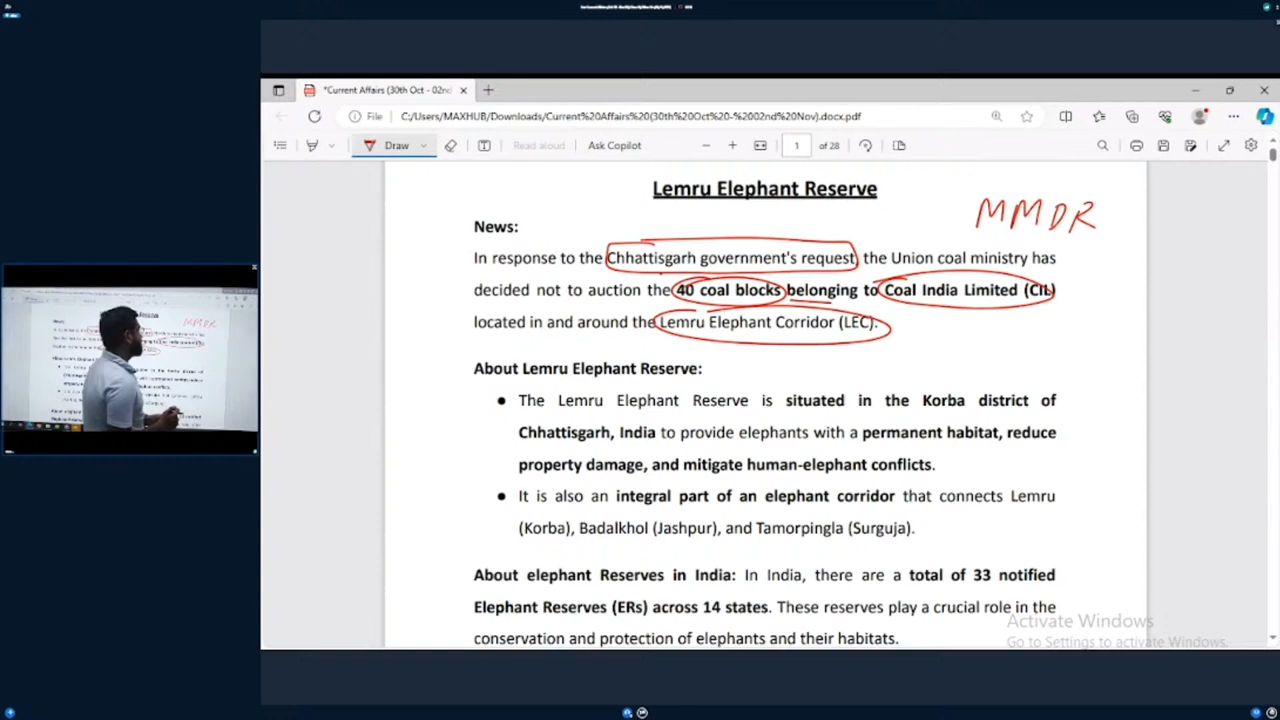 *Current Affairs (30th Oct - 02nd
File
C:/Users/MAXHUB/Downloads/Current%20Affairs%20(30th%20Oct%20-%2002nd%20Nov).docx.pdf
Draw
Read aloud
Ask Copilot
1
of 28
Lemru Elephant Reserve
MMDR
News:
In response to the Chhattisgarh government's request, the Union coal ministry has
decided not to auction the 40 coal blocks belonging to Coal India Limited (CIL)
located in and around the Lemru Elephant Corridor (LEC).
About Lemru Elephant Reserve:
● The Lemru Elephant Reserve is situated in the Korba district of
Chhattisgarh, India to provide elephants with a permanent habitat, reduce
property damage, and mitigate human-elephant conflicts.
● It is also an integral part of an elephant corridor that connects Lemru
(Korba), Badalkhol (Jashpur), and Tamorpingla (Surguja).
About elephant Reserves in India: In India, there are a total of 33 notified
Elephant Reserves (ERs) across 14 states. These reserves play a crucial role in the
conservation and protection of elephants and their habitats.
Activate Windows
Go to Settings to activate Windows.
MMDR